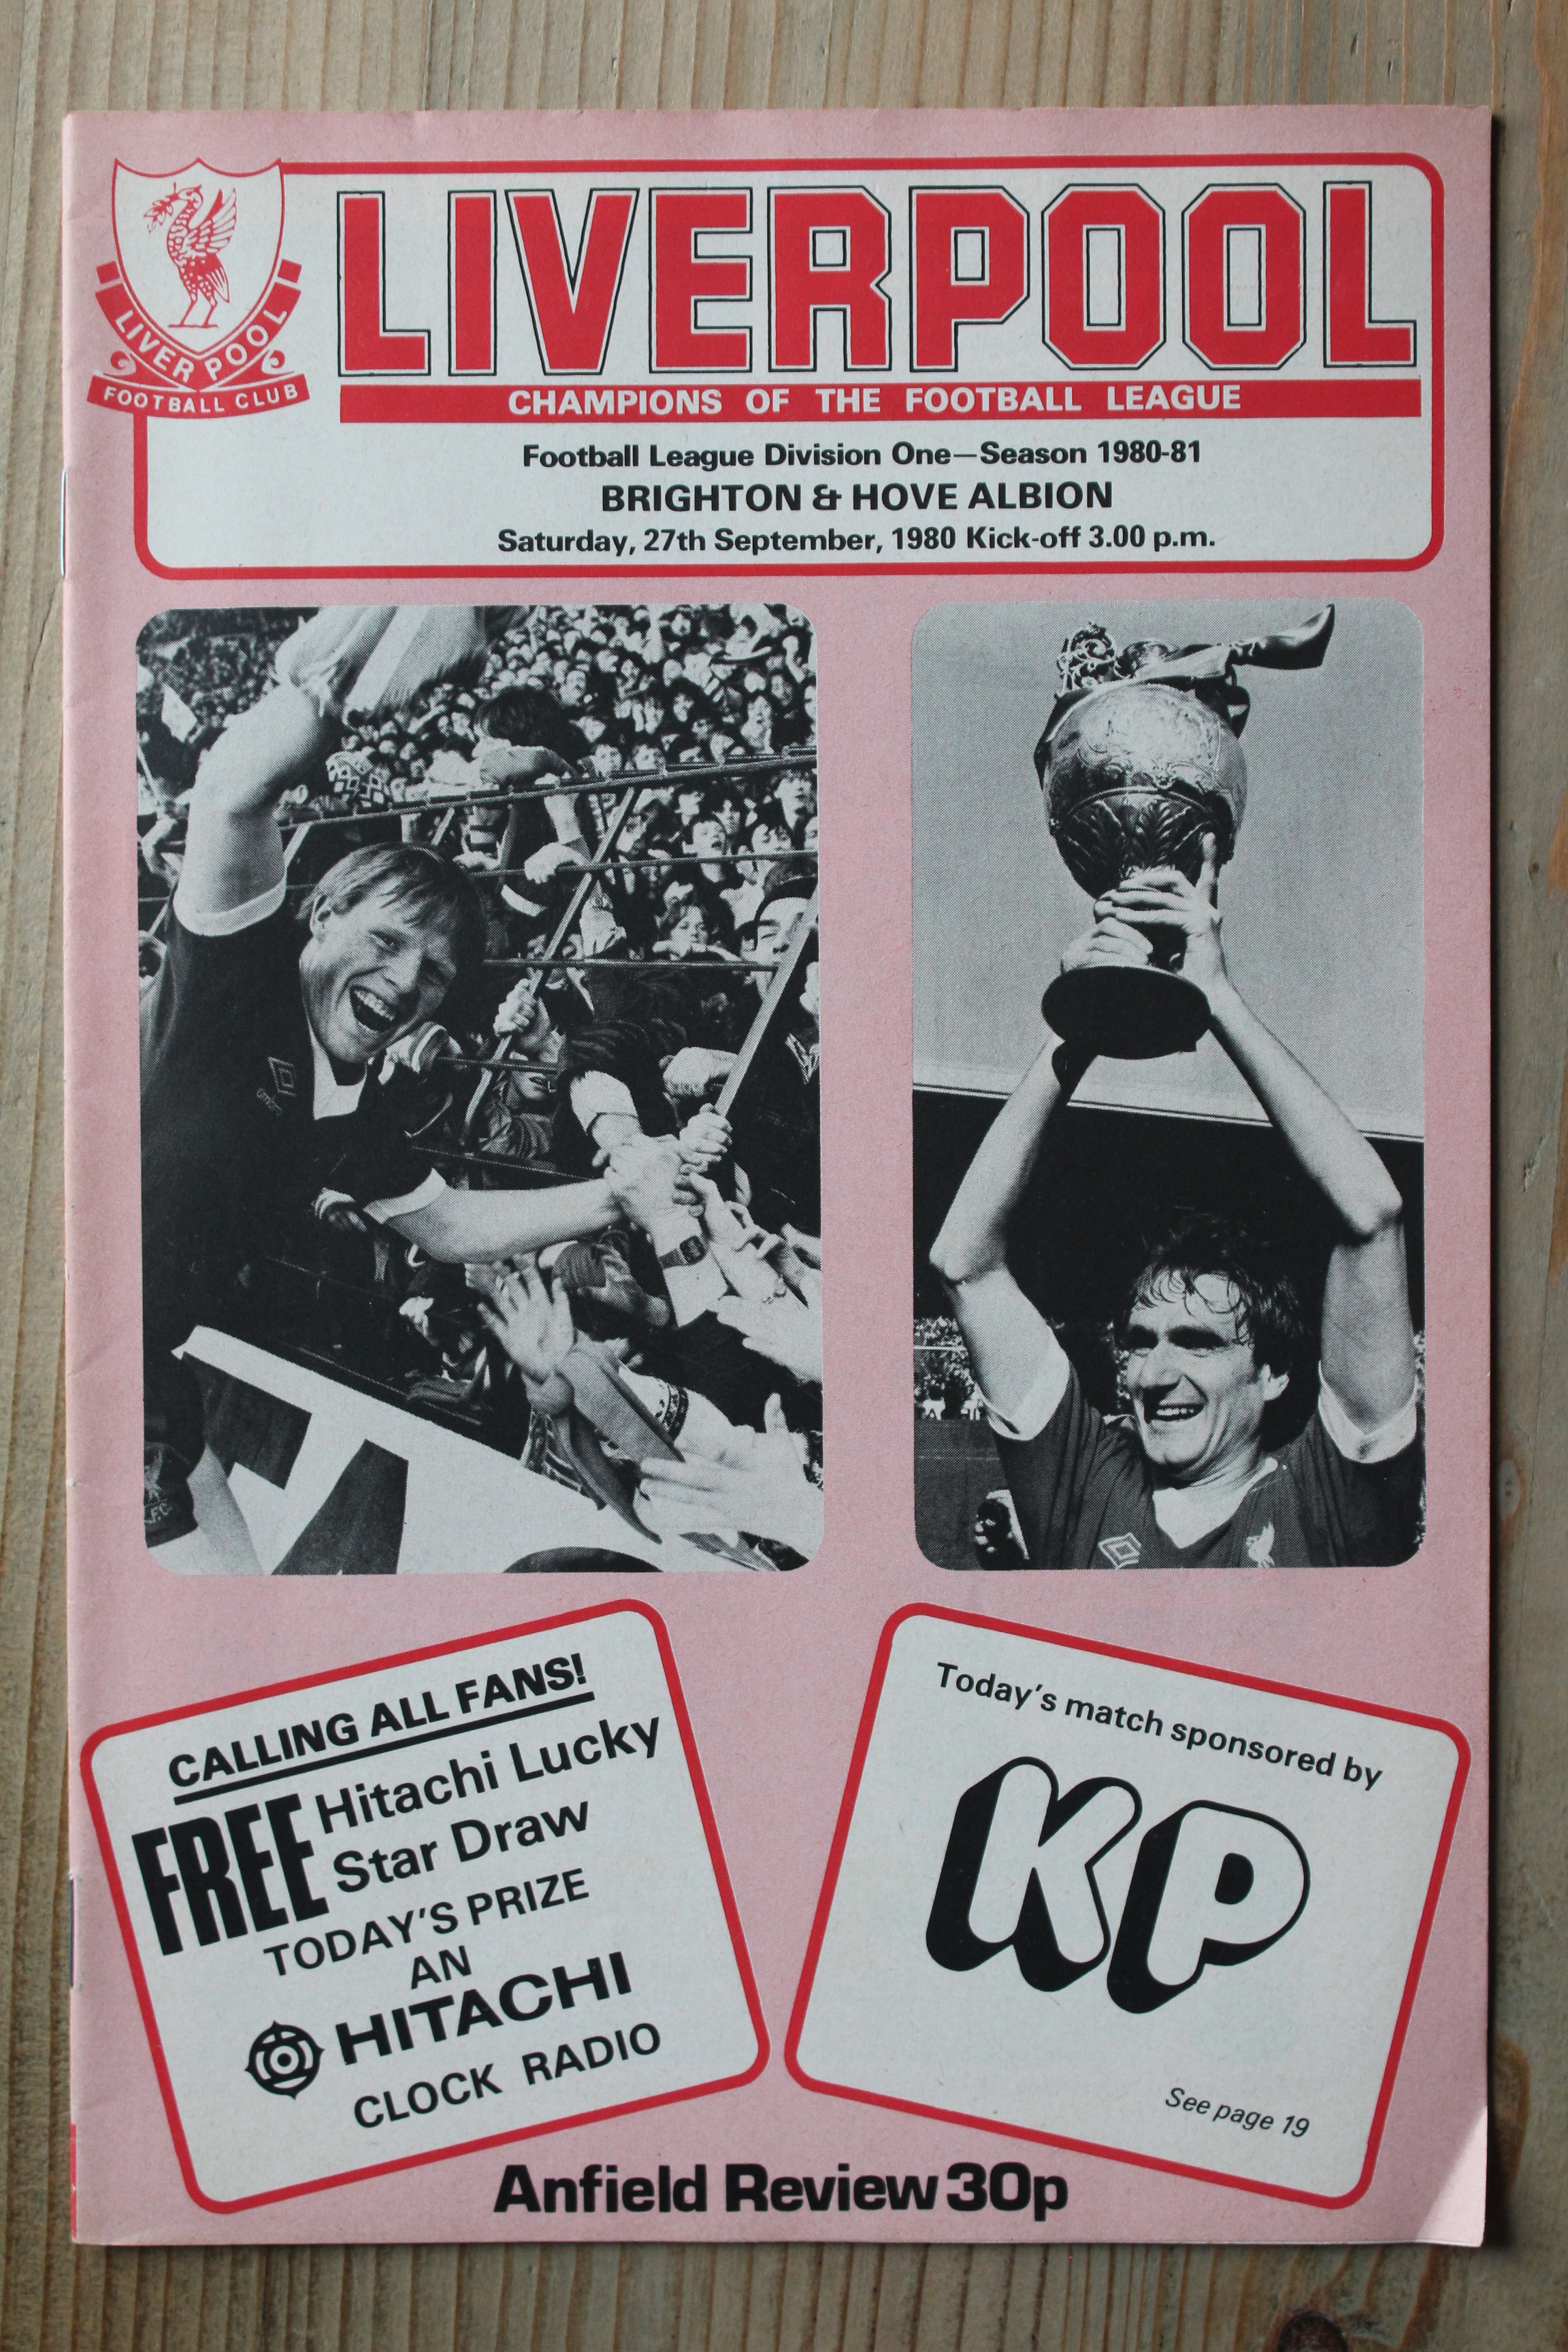 LIVERPOOL
FOOTBALL CLUB
LIVERPOOL
CHAMPIONS OF THE FOOTBALL LEAGUE
Football League Division One—Season 1980-81
BRIGHTON & HOVE ALBION
Saturday, 27th September, 1980 Kick-off 3.00 p.m.
umbro
L.F.C
CALLING ALL FANS!
FREE Hitachi Lucky
Star Draw
TODAY'S PRIZE
AN
HITACHI
CLOCK RADIO
Today's match sponsored by
KP
See page 19
Anfield Review 30p